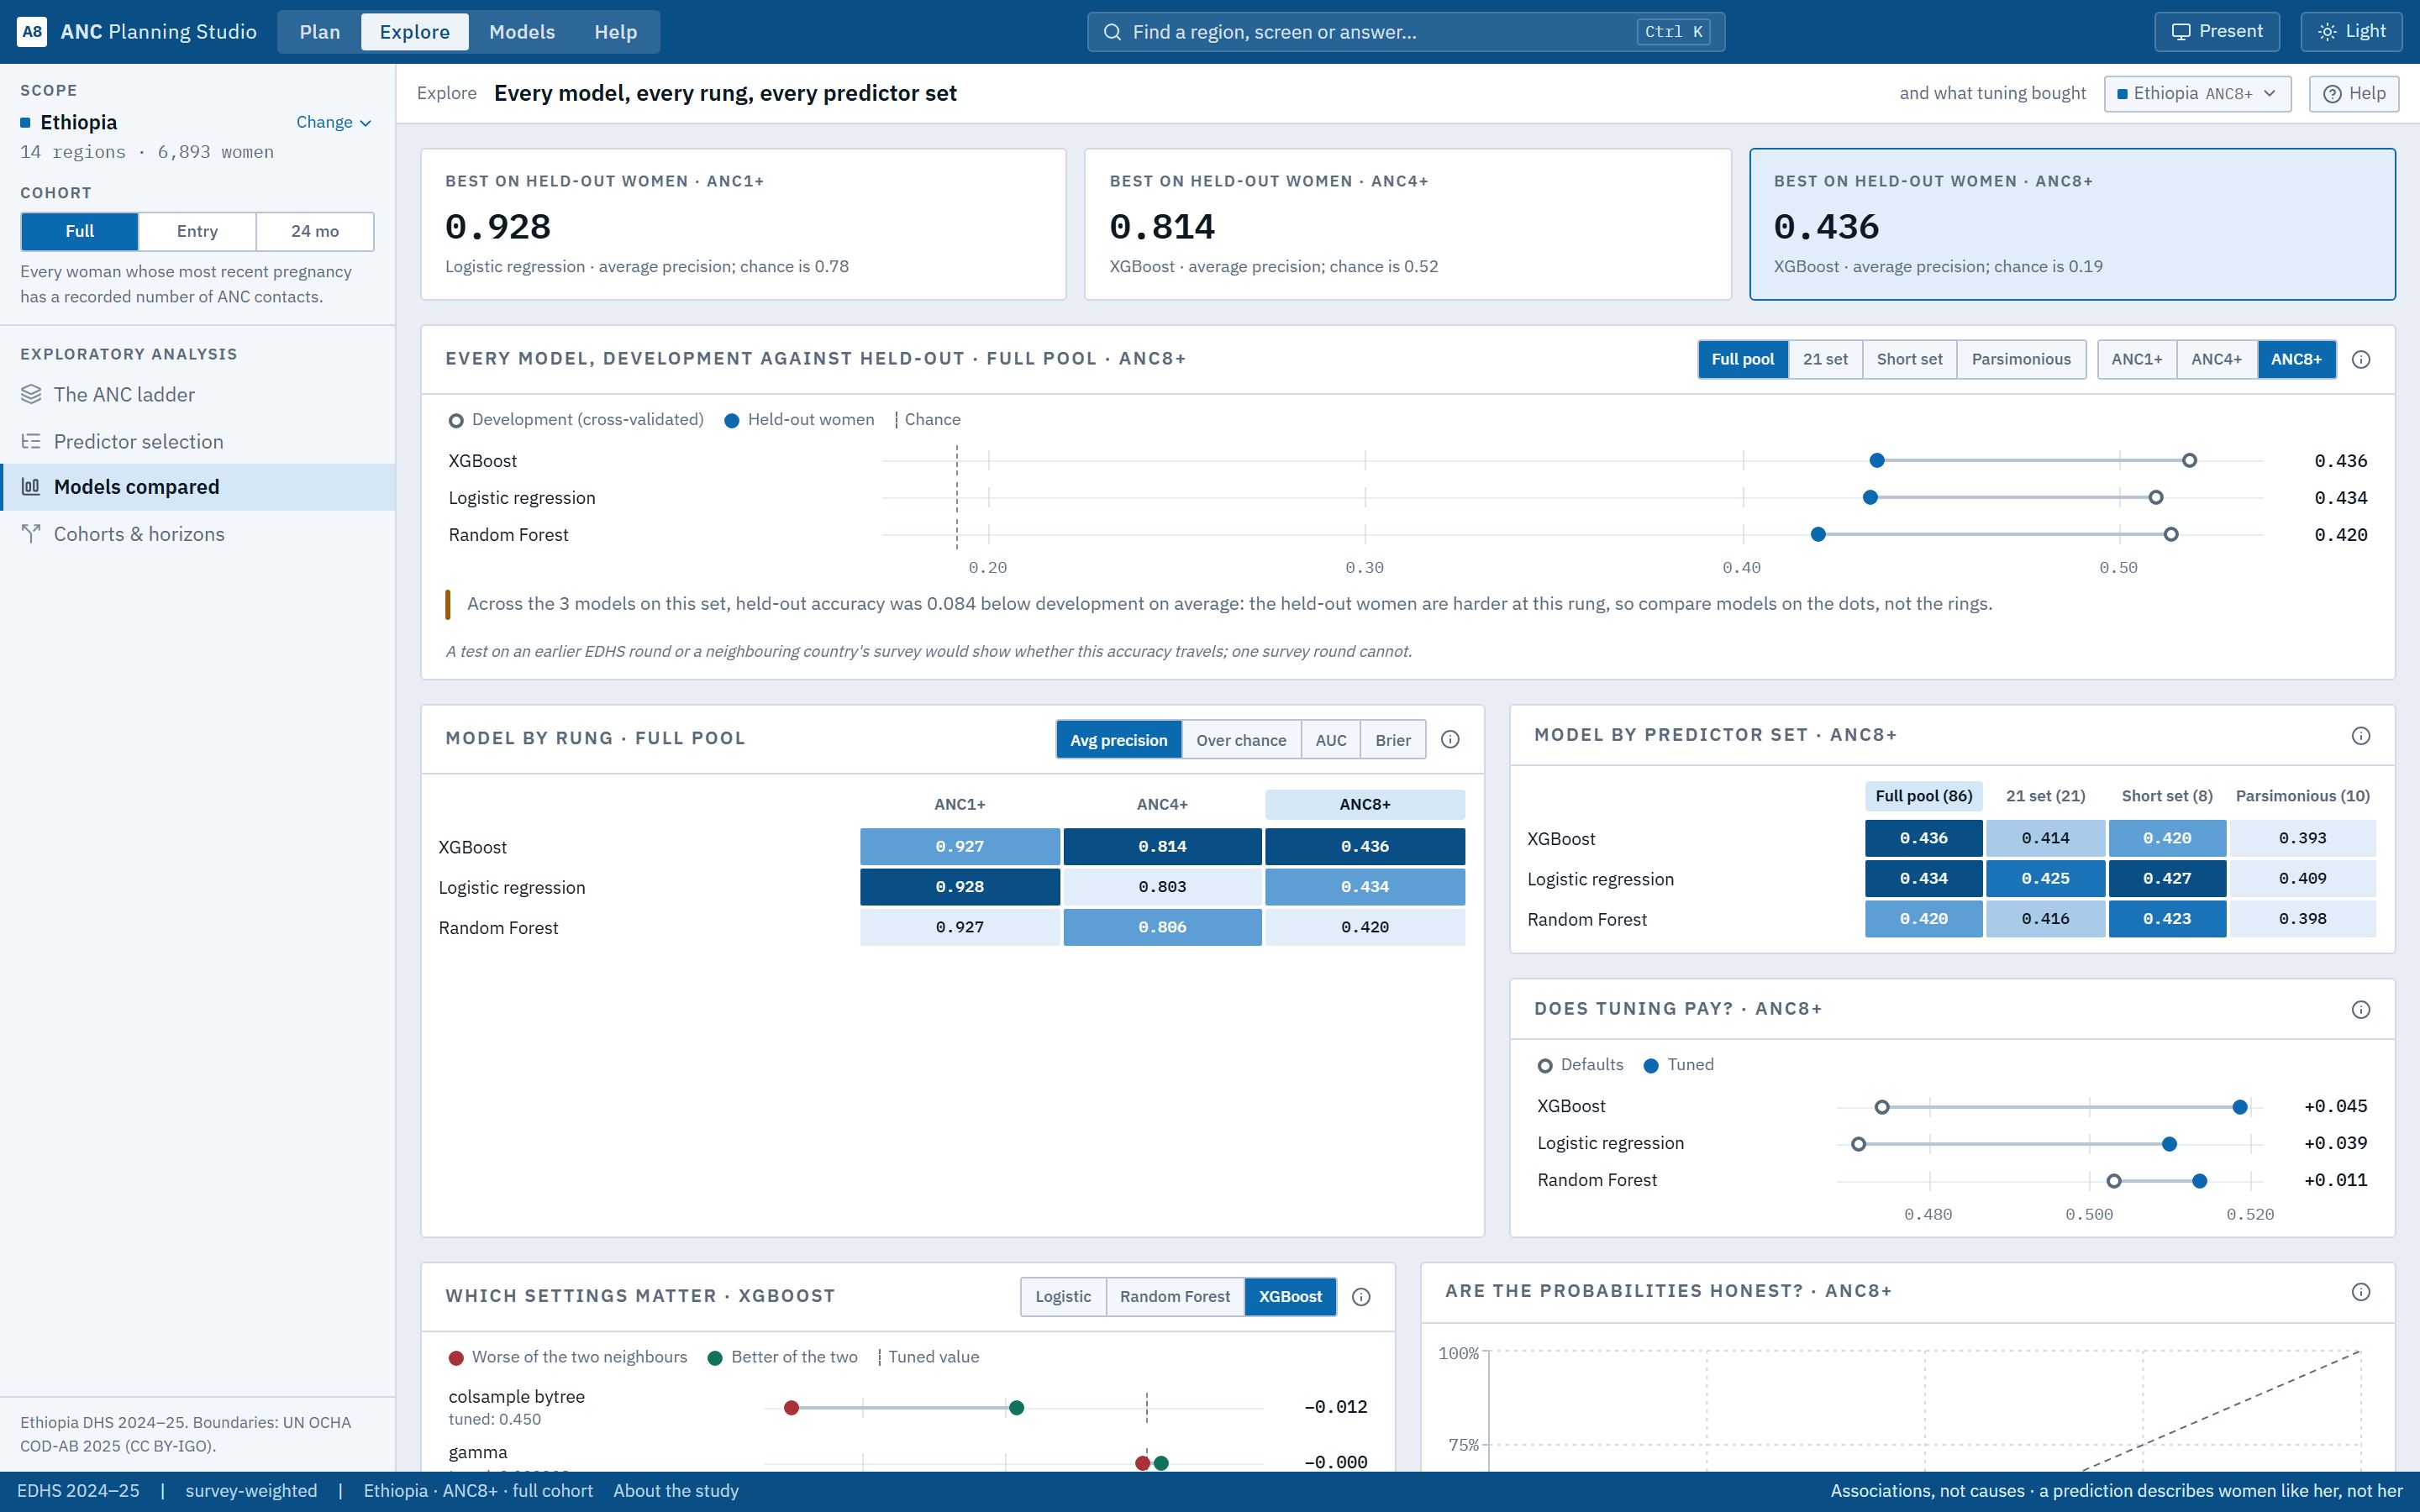 A8 ANC Planning Studio Plan Explore Models Help Find a region, screen or answer... Ctrl K Present Light
SCOPE
Ethiopia Change
14 regions · 6,893 women
COHORT
Full Entry 24 mo
Every woman whose most recent pregnancy
has a recorded number of ANC contacts.
EXPLORATORY ANALYSIS
The ANC ladder
Predictor selection
Models compared
Cohorts & horizons
Ethiopia DHS 2024–25. Boundaries: UN OCHA
COD-AB 2025 (CC BY-IGO).
Explore Every model, every rung, every predictor set and what tuning bought Ethiopia ANC8+ Help
BEST ON HELD-OUT WOMEN · ANC1+
0.928
Logistic regression · average precision; chance is 0.78
BEST ON HELD-OUT WOMEN · ANC4+
0.814
XGBoost · average precision; chance is 0.52
BEST ON HELD-OUT WOMEN · ANC8+
0.436
XGBoost · average precision; chance is 0.19
EVERY MODEL, DEVELOPMENT AGAINST HELD-OUT · FULL POOL · ANC8+ Full pool 21 set Short set Parsimonious ANC1+ ANC4+ ANC8+
Development (cross-validated) Held-out women Chance
XGBoost 0.436
Logistic regression 0.434
Random Forest 0.420
0.20 0.30 0.40 0.50
Across the 3 models on this set, held-out accuracy was 0.084 below development on average: the held-out women are harder at this rung, so compare models on the dots, not the rings.
A test on an earlier EDHS round or a neighbouring country's survey would show whether this accuracy travels; one survey round cannot.
MODEL BY RUNG · FULL POOL Avg precision Over chance AUC Brier
ANC1+ ANC4+ ANC8+
XGBoost 0.927 0.814 0.436
Logistic regression 0.928 0.803 0.434
Random Forest 0.927 0.806 0.420
MODEL BY PREDICTOR SET · ANC8+
Full pool (86) 21 set (21) Short set (8) Parsimonious (10)
XGBoost 0.436 0.414 0.420 0.393
Logistic regression 0.434 0.425 0.427 0.409
Random Forest 0.420 0.416 0.423 0.398
DOES TUNING PAY? · ANC8+
Defaults Tuned
XGBoost +0.045
Logistic regression +0.039
Random Forest +0.011
0.480 0.500 0.520
WHICH SETTINGS MATTER · XGBOOST Logistic Random Forest XGBoost
Worse of the two neighbours Better of the two Tuned value
colsample bytree −0.012
tuned: 0.450
gamma −0.000
ARE THE PROBABILITIES HONEST? · ANC8+
100%
75%
EDHS 2024–25 | survey-weighted | Ethiopia · ANC8+ · full cohort About the study Associations, not causes · a prediction describes women like her, not her